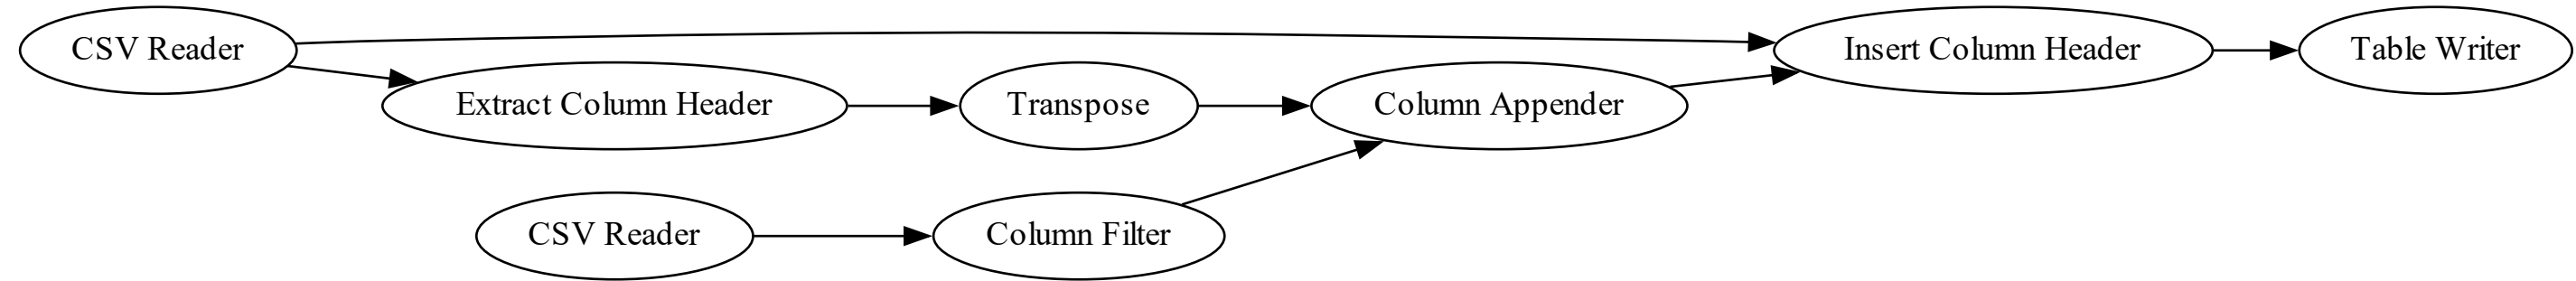 CSV Reader
Extract Column Header
Transpose
Column Appender
Insert Column Header
Table Writer
CSV Reader
Column Filter